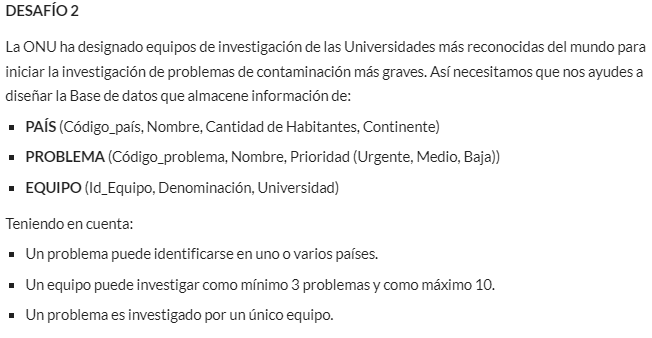 DESAFÍO 2
La ONU ha designado equipos de investigación de las Universidades más reconocidas del mundo para
iniciar la investigación de problemas de contaminación más graves. Así necesitamos que nos ayudes a
diseñar la Base de datos que almacene información de:
▪ PAÍS (Código_país, Nombre, Cantidad de Habitantes, Continente)
▪ PROBLEMA (Código_problema, Nombre, Prioridad (Urgente, Medio, Baja))
▪ EQUIPO (Id_Equipo, Denominación, Universidad)
Teniendo en cuenta:
▪ Un problema puede identificarse en uno o varios países.
▪ Un equipo puede investigar como mínimo 3 problemas y como máximo 10.
▪ Un problema es investigado por un único equipo.